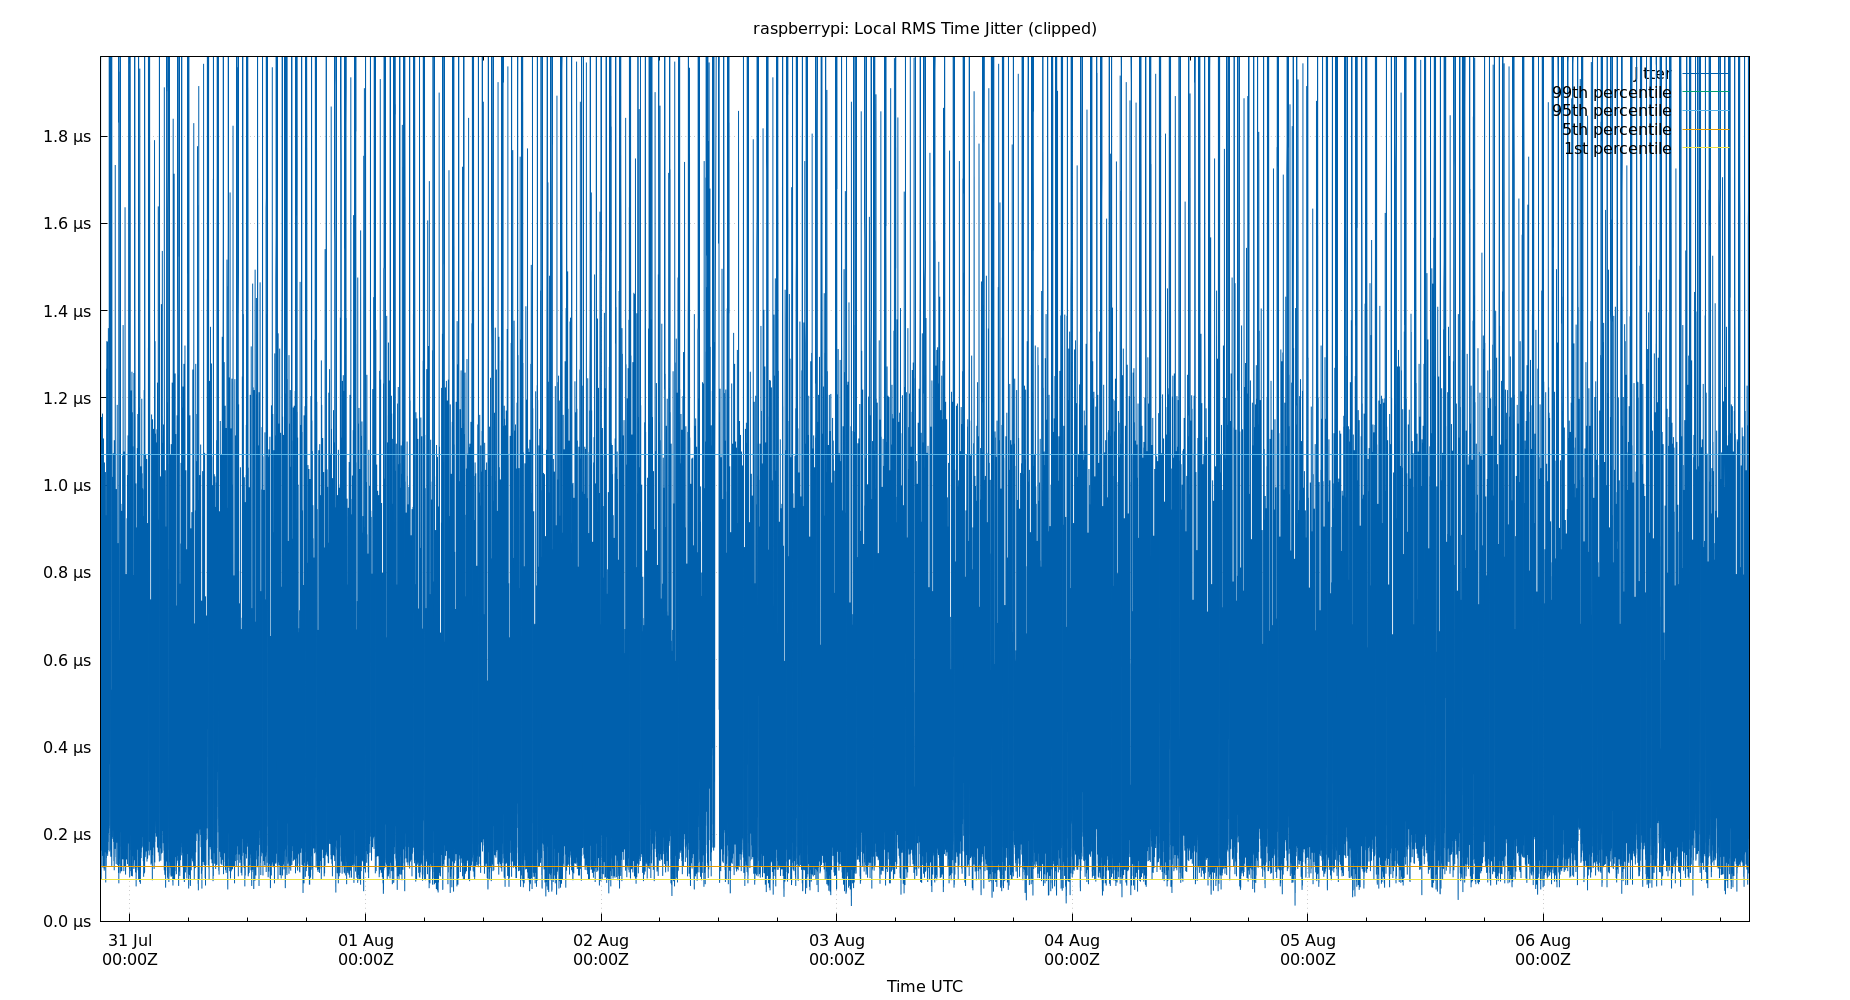 raspberrypi: Local RMS Time Jitter (clipped)
jitter
99th percentile
95th percentile
5th percentile
1st percentile
1.8 µs
1.6 µs
1.4 µs
1.2 µs
1.0 µs
0.8 µs
0.6 µs
0.4 µs
0.2 µs
0.0 µs
31 Jul 01 Aug 02 Aug 03 Aug 04 Aug 05 Aug 06 Aug
00:00Z 00:00Z 00:00Z 00:00Z 00:00Z 00:00Z 00:00Z
Time UTC